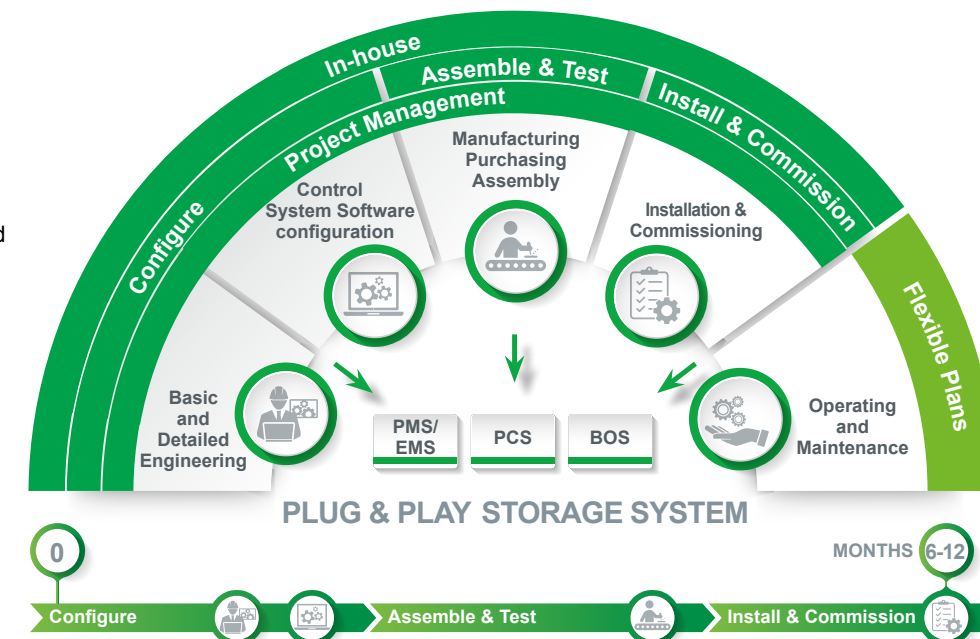 In-house
Assemble & Test
Install & Commission
Project Management
Configure
Flexible Plans
Manufacturing
Purchasing
Assembly
Control
System Software
configuration
Installation &
Commissioning
d
Basic
and
Detailed
Engineering
Operating
and
Maintenance
PMS/
EMS
PCS
BOS
PLUG & PLAY STORAGE SYSTEM
0
MONTHS
6-12
Configure
Assemble & Test
Install & Commission